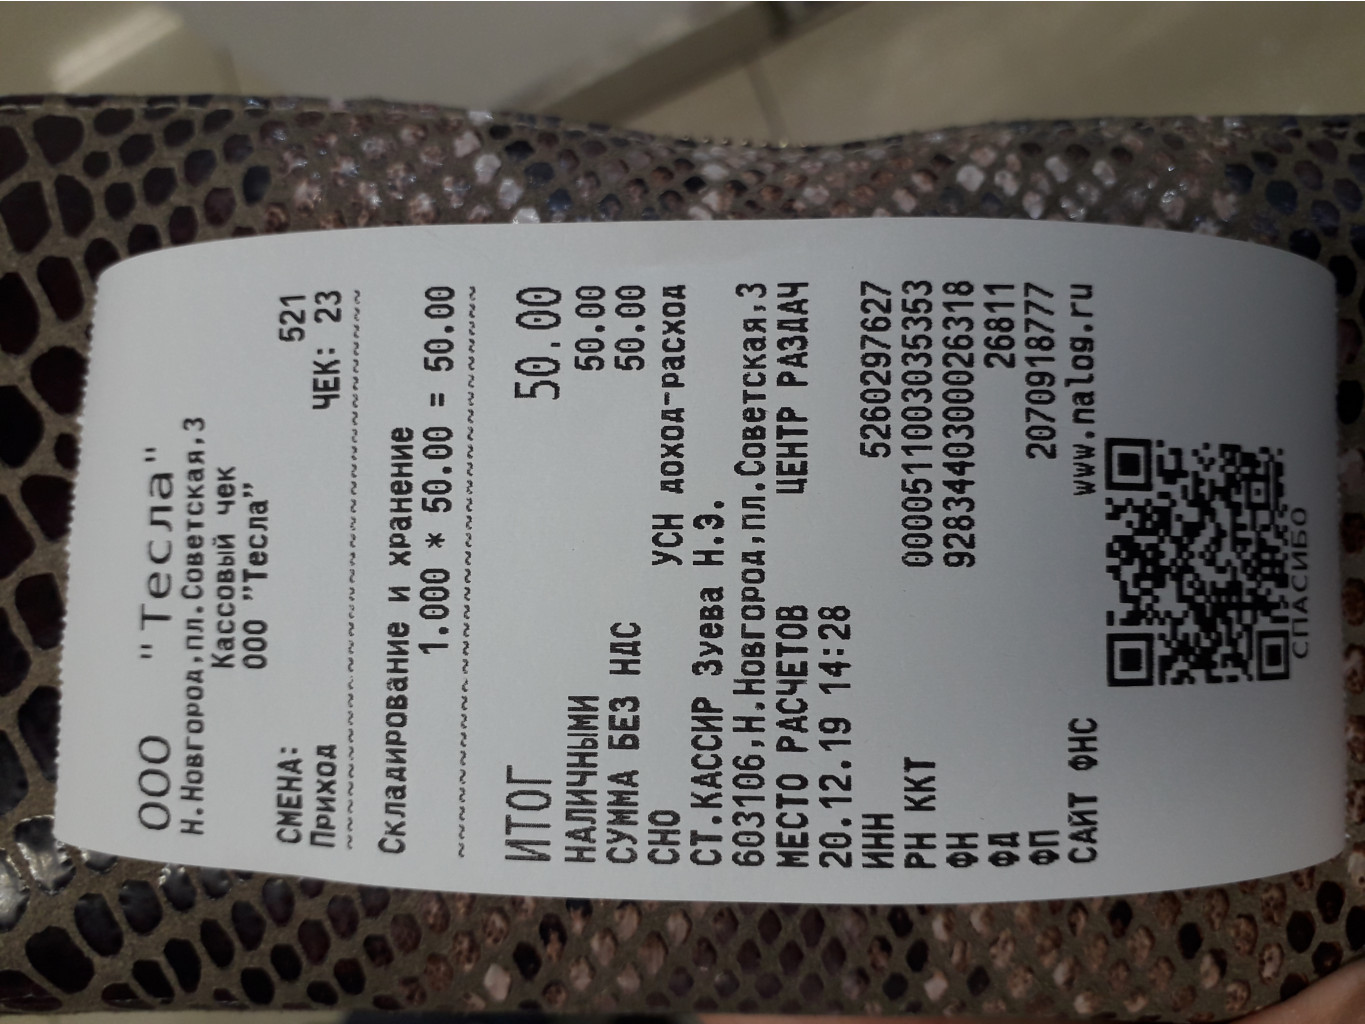 ООО "Тесла"
Н.Новгород,пл.Советская,3
Кассовый чек
ООО "Тесла"
СМЕНА: 521
Приход ЧЕК: 23
~~~~~~~~~~~~~~~~~~~~~~~~~~~~~~~~
Складирование и хранение
1.000 * 50.00 = 50.00
~~~~~~~~~~~~~~~~~~~~~~~~~~~~~~~~
ИТОГ 50.00
НАЛИЧНЫМИ 50.00
СУММА БЕЗ НДС 50.00
СНО УСН доход-расход
СТ.КАССИР Зуева Н.Э.
603106,Н.Новгород,пл.Советская,3
МЕСТО РАСЧЕТОВ ЦЕНТР РАЗДАЧ
20.12.19 14:28
ИНН 5260297627
РН ККТ 0000511003035353
ФН 9283440300026318
ФД 26811
ФП 2070918777
САЙТ ФНС www.nalog.ru
СПАСИБО